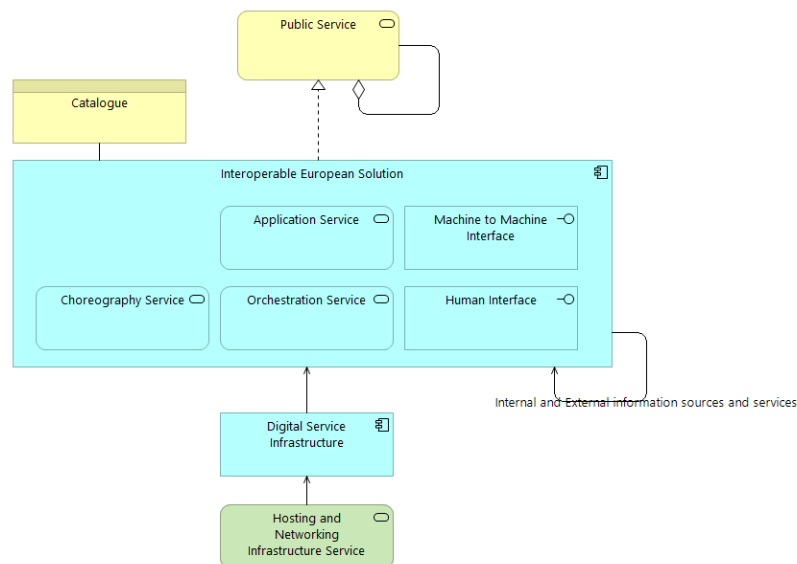 Public Service
Catalogue
Interoperable European Solution
Application Service
Machine to Machine
Interface
Choreography Service
Orchestration Service
Human Interface
Internal and External information sources and services
Digital Service
Infrastructure
Hosting and
Networking
Infrastructure Service